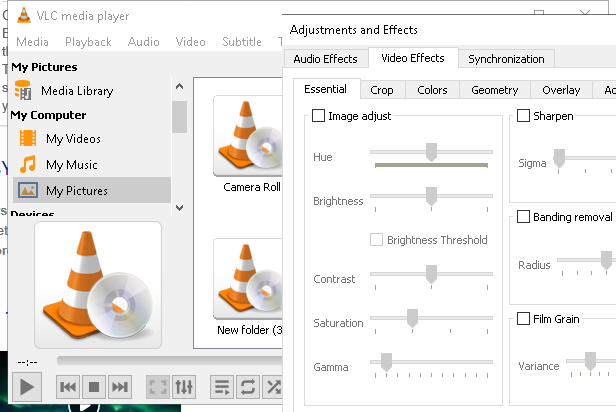 VLC media player
Media Playback Audio Video Subtitle
My Pictures
Media Library
My Computer
My Videos
My Music
My Pictures
Devices
Camera Roll
New folder (3
--:--
Adjustments and Effects
Audio Effects Video Effects Synchronization
Essential Crop Colors Geometry Overlay
Image adjust
Hue
Brightness
Brightness Threshold
Contrast
Saturation
Gamma
Sharpen
Sigma
Banding removal
Radius
Film Grain
Variance